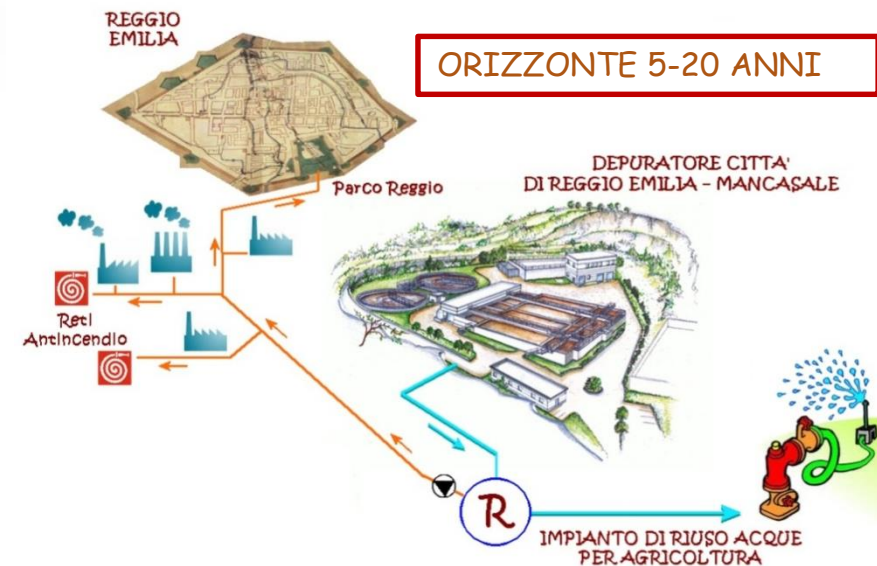 REGGIO
EMILIA
ORIZZONTE 5-20 ANNI
DEPURATORE CITTA'
DI REGGIO EMILIA - MANCASALE
Parco Reggio
Reti
Antincendio
R
IMPIANTO DI RIUSO ACQUE
PER AGRICOLTURA